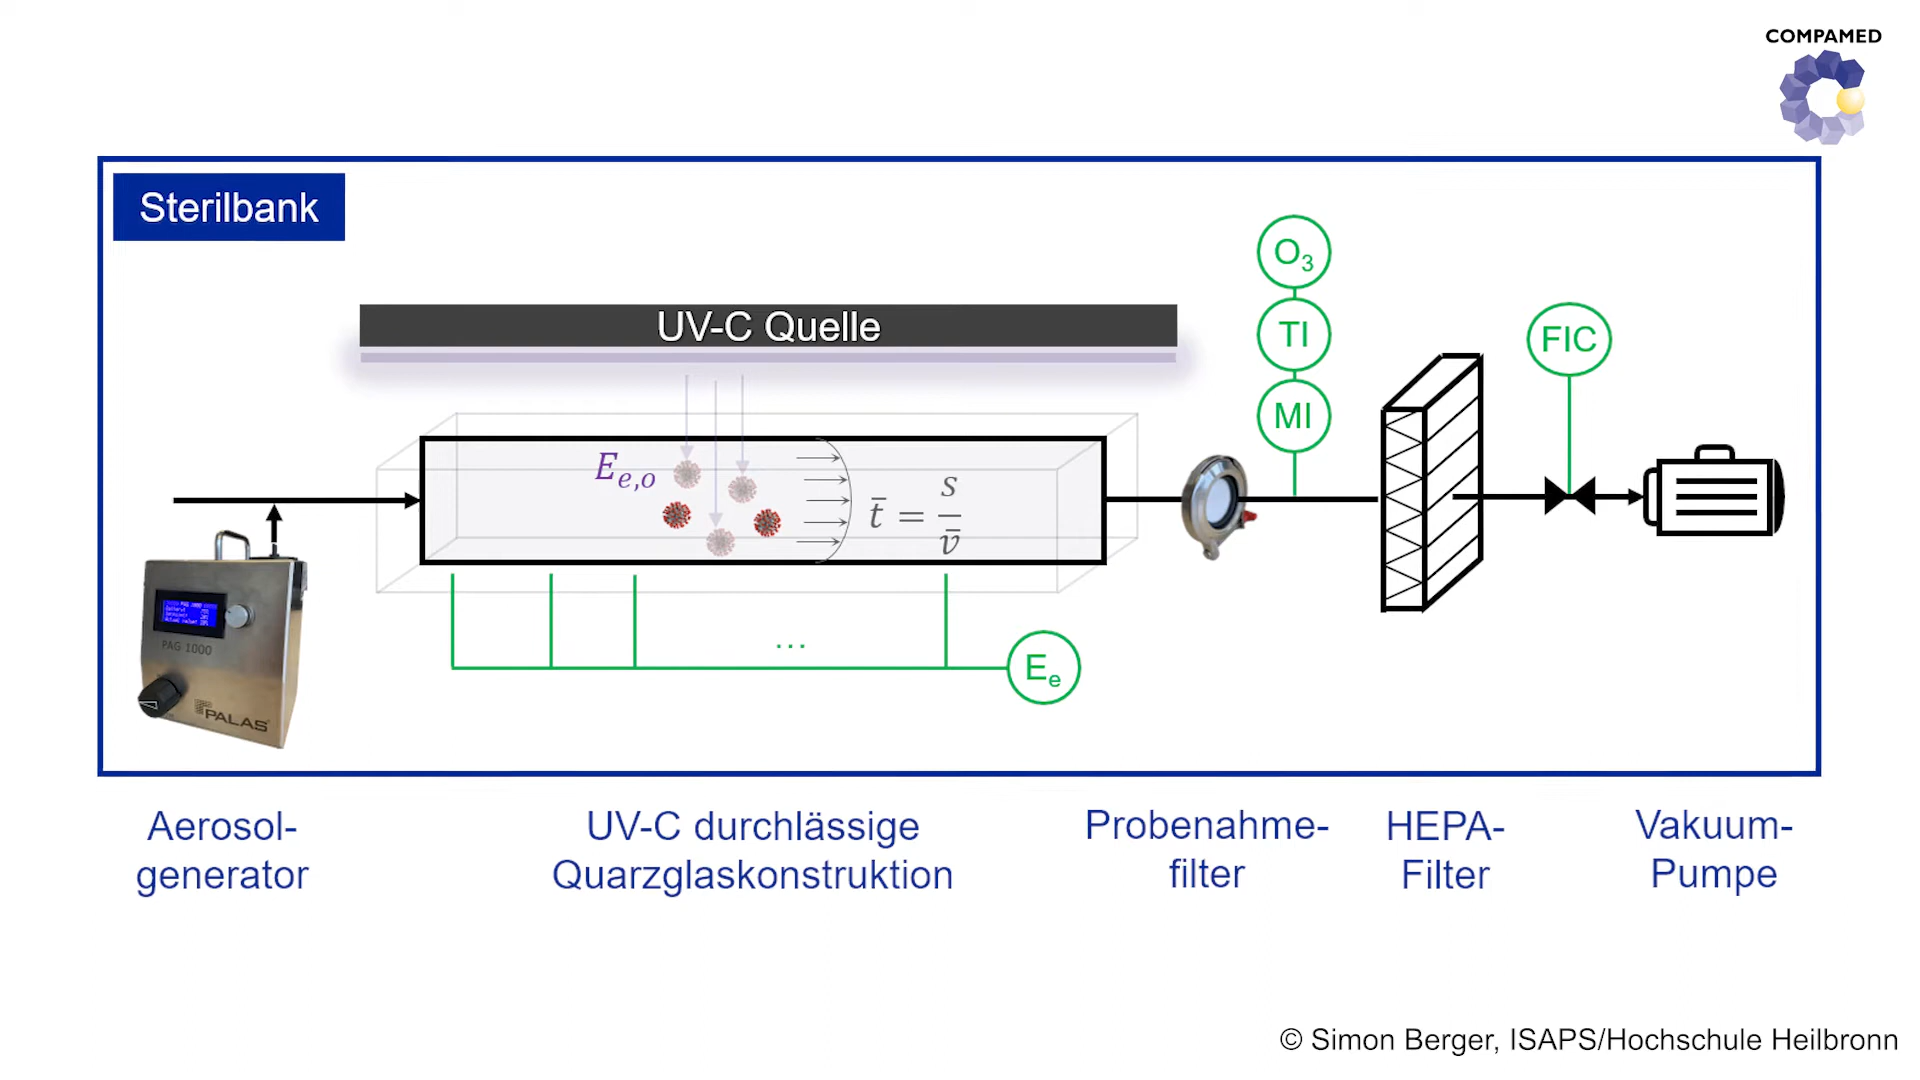 COMPAMED
Sterilbank
O3
UV-C Quelle
TI
FIC
MI
Ee,o
t̄ = s/v̄
...
Ee
PAG 1000
PALAS
Aerosol-
generator
UV-C durchlässige
Quarzglaskonstruktion
Probenahme-
filter
HEPA-
Filter
Vakuum-
Pumpe
© Simon Berger, ISAPS/Hochschule Heilbronn